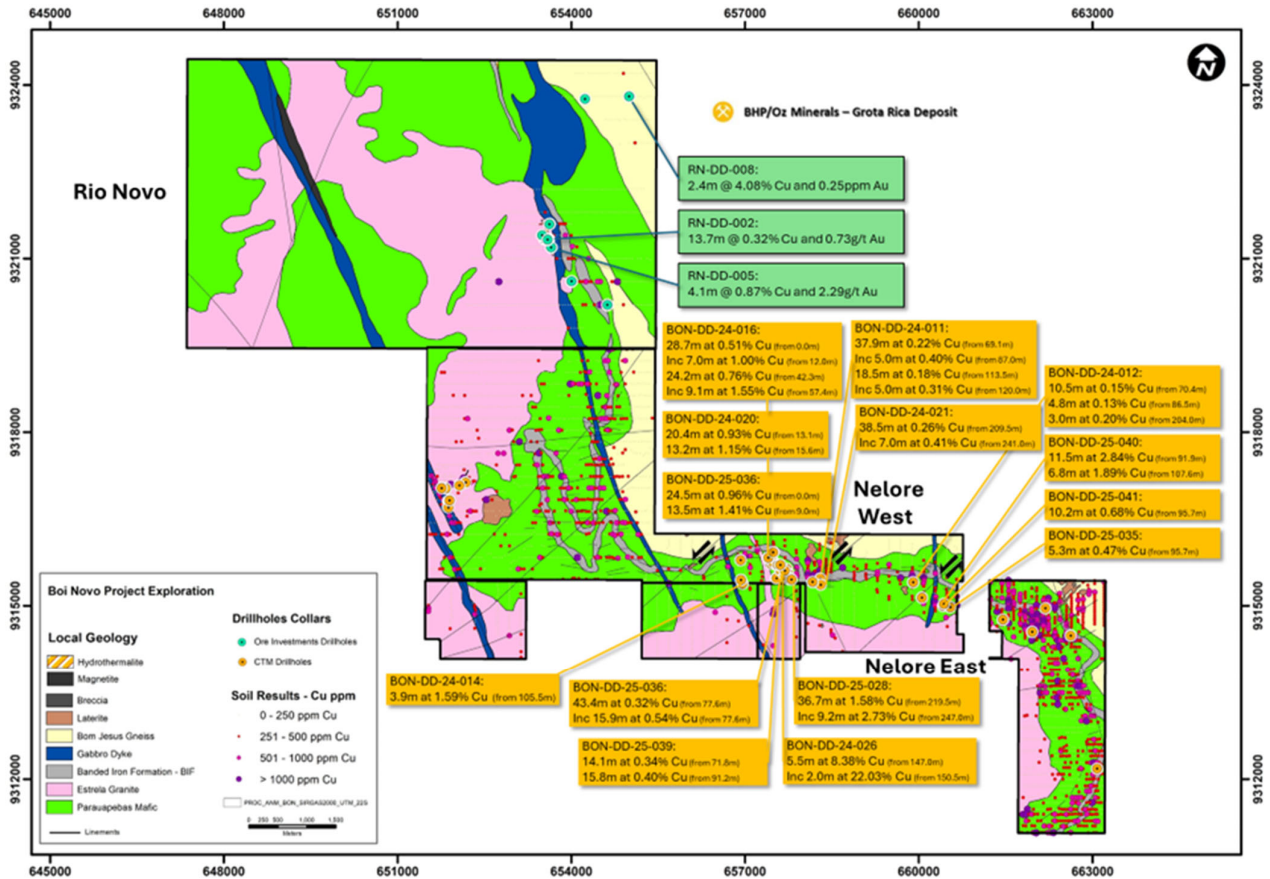 645000 648000 651000 654000 657000 660000 663000
9324000
9321000
9318000
9315000
9312000
N
BHP/Oz Minerals – Grota Rica Deposit
Rio Novo
RN-DD-008:
2.4m @ 4.08% Cu and 0.25ppm Au
RN-DD-002:
13.7m @ 0.32% Cu and 0.73g/t Au
RN-DD-005:
4.1m @ 0.87% Cu and 2.29g/t Au
BON-DD-24-016:
28.7m at 0.51% Cu (from 0.0m)
Inc 7.0m at 1.00% Cu (from 12.0m)
24.2m at 0.76% Cu (from 42.3m)
Inc 9.1m at 1.55% Cu (from 57.4m)
BON-DD-24-011:
37.9m at 0.22% Cu (from 69.1m)
Inc 5.0m at 0.40% Cu (from 87.0m)
18.5m at 0.18% Cu (from 113.5m)
Inc 5.0m at 0.31% Cu (from 120.0m)
BON-DD-24-012:
10.5m at 0.15% Cu (from 70.4m)
4.8m at 0.13% Cu (from 86.5m)
3.0m at 0.20% Cu (from 204.0m)
BON-DD-24-020:
20.4m at 0.93% Cu (from 13.1m)
13.2m at 1.15% Cu (from 15.6m)
BON-DD-24-021:
38.5m at 0.26% Cu (from 209.5m)
Inc 7.0m at 0.41% Cu (from 241.0m)
BON-DD-25-040:
11.5m at 2.84% Cu (from 91.9m)
6.8m at 1.89% Cu (from 107.6m)
BON-DD-25-036:
24.5m at 0.96% Cu (from 0.0m)
13.5m at 1.41% Cu (from 9.0m)
BON-DD-25-041:
10.2m at 0.68% Cu (from 95.7m)
BON-DD-25-035:
5.3m at 0.47% Cu (from 95.7m)
Nelore
West
Nelore East
BON-DD-24-014:
3.9m at 1.59% Cu (from 105.5m)
BON-DD-25-036:
43.4m at 0.32% Cu (from 77.6m)
Inc 15.9m at 0.54% Cu (from 77.6m)
BON-DD-25-028:
36.7m at 1.58% Cu (from 219.5m)
Inc 9.2m at 2.73% Cu (from 247.0m)
BON-DD-25-039:
14.1m at 0.34% Cu (from 71.8m)
15.8m at 0.40% Cu (from 91.2m)
BON-DD-24-026
5.5m at 8.38% Cu (from 147.0m)
Inc 2.0m at 22.03% Cu (from 150.5m)
Boi Novo Project Exploration
Local Geology
Hydrothermalite
Magnetite
Breccia
Laterite
Bom Jesus Gneiss
Gabbro Dyke
Banded Iron Formation - BIF
Estrela Granite
Parauapebas Mafic
Linements
Drillholes Collars
Ore Investments Drillholes
CTM Drillholes
Soil Results - Cu ppm
0 - 250 ppm Cu
251 - 500 ppm Cu
501 - 1000 ppm Cu
> 1000 ppm Cu
PROC_ANM_BON_SIRGAS2000_UTM_22S
0 250 500 1,000 1,500
Meters
9324000
9321000
9318000
9315000
9312000
645000 648000 651000 654000 657000 660000 663000